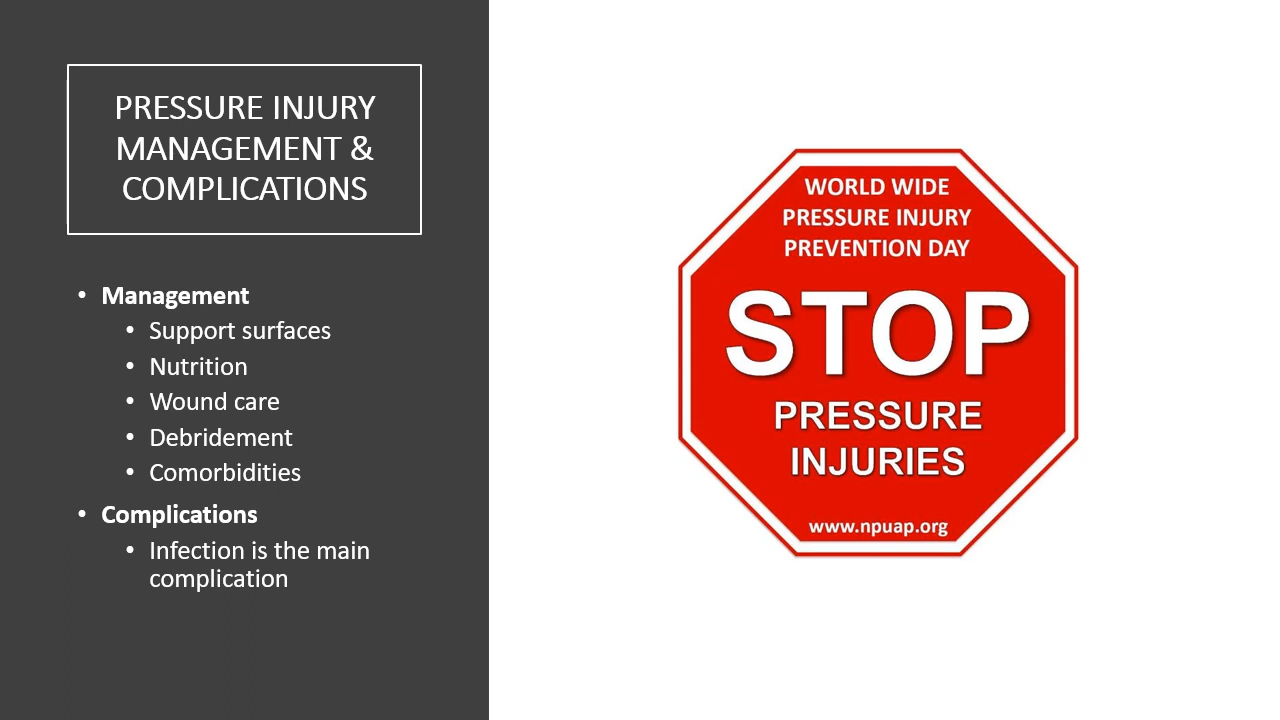 PRESSURE INJURY
MANAGEMENT &
COMPLICATIONS
• Management
• Support surfaces
• Nutrition
• Wound care
• Debridement
• Comorbidities
• Complications
• Infection is the main
complication
WORLD WIDE
PRESSURE INJURY
PREVENTION DAY
STOP
PRESSURE
INJURIES
www.npuap.org